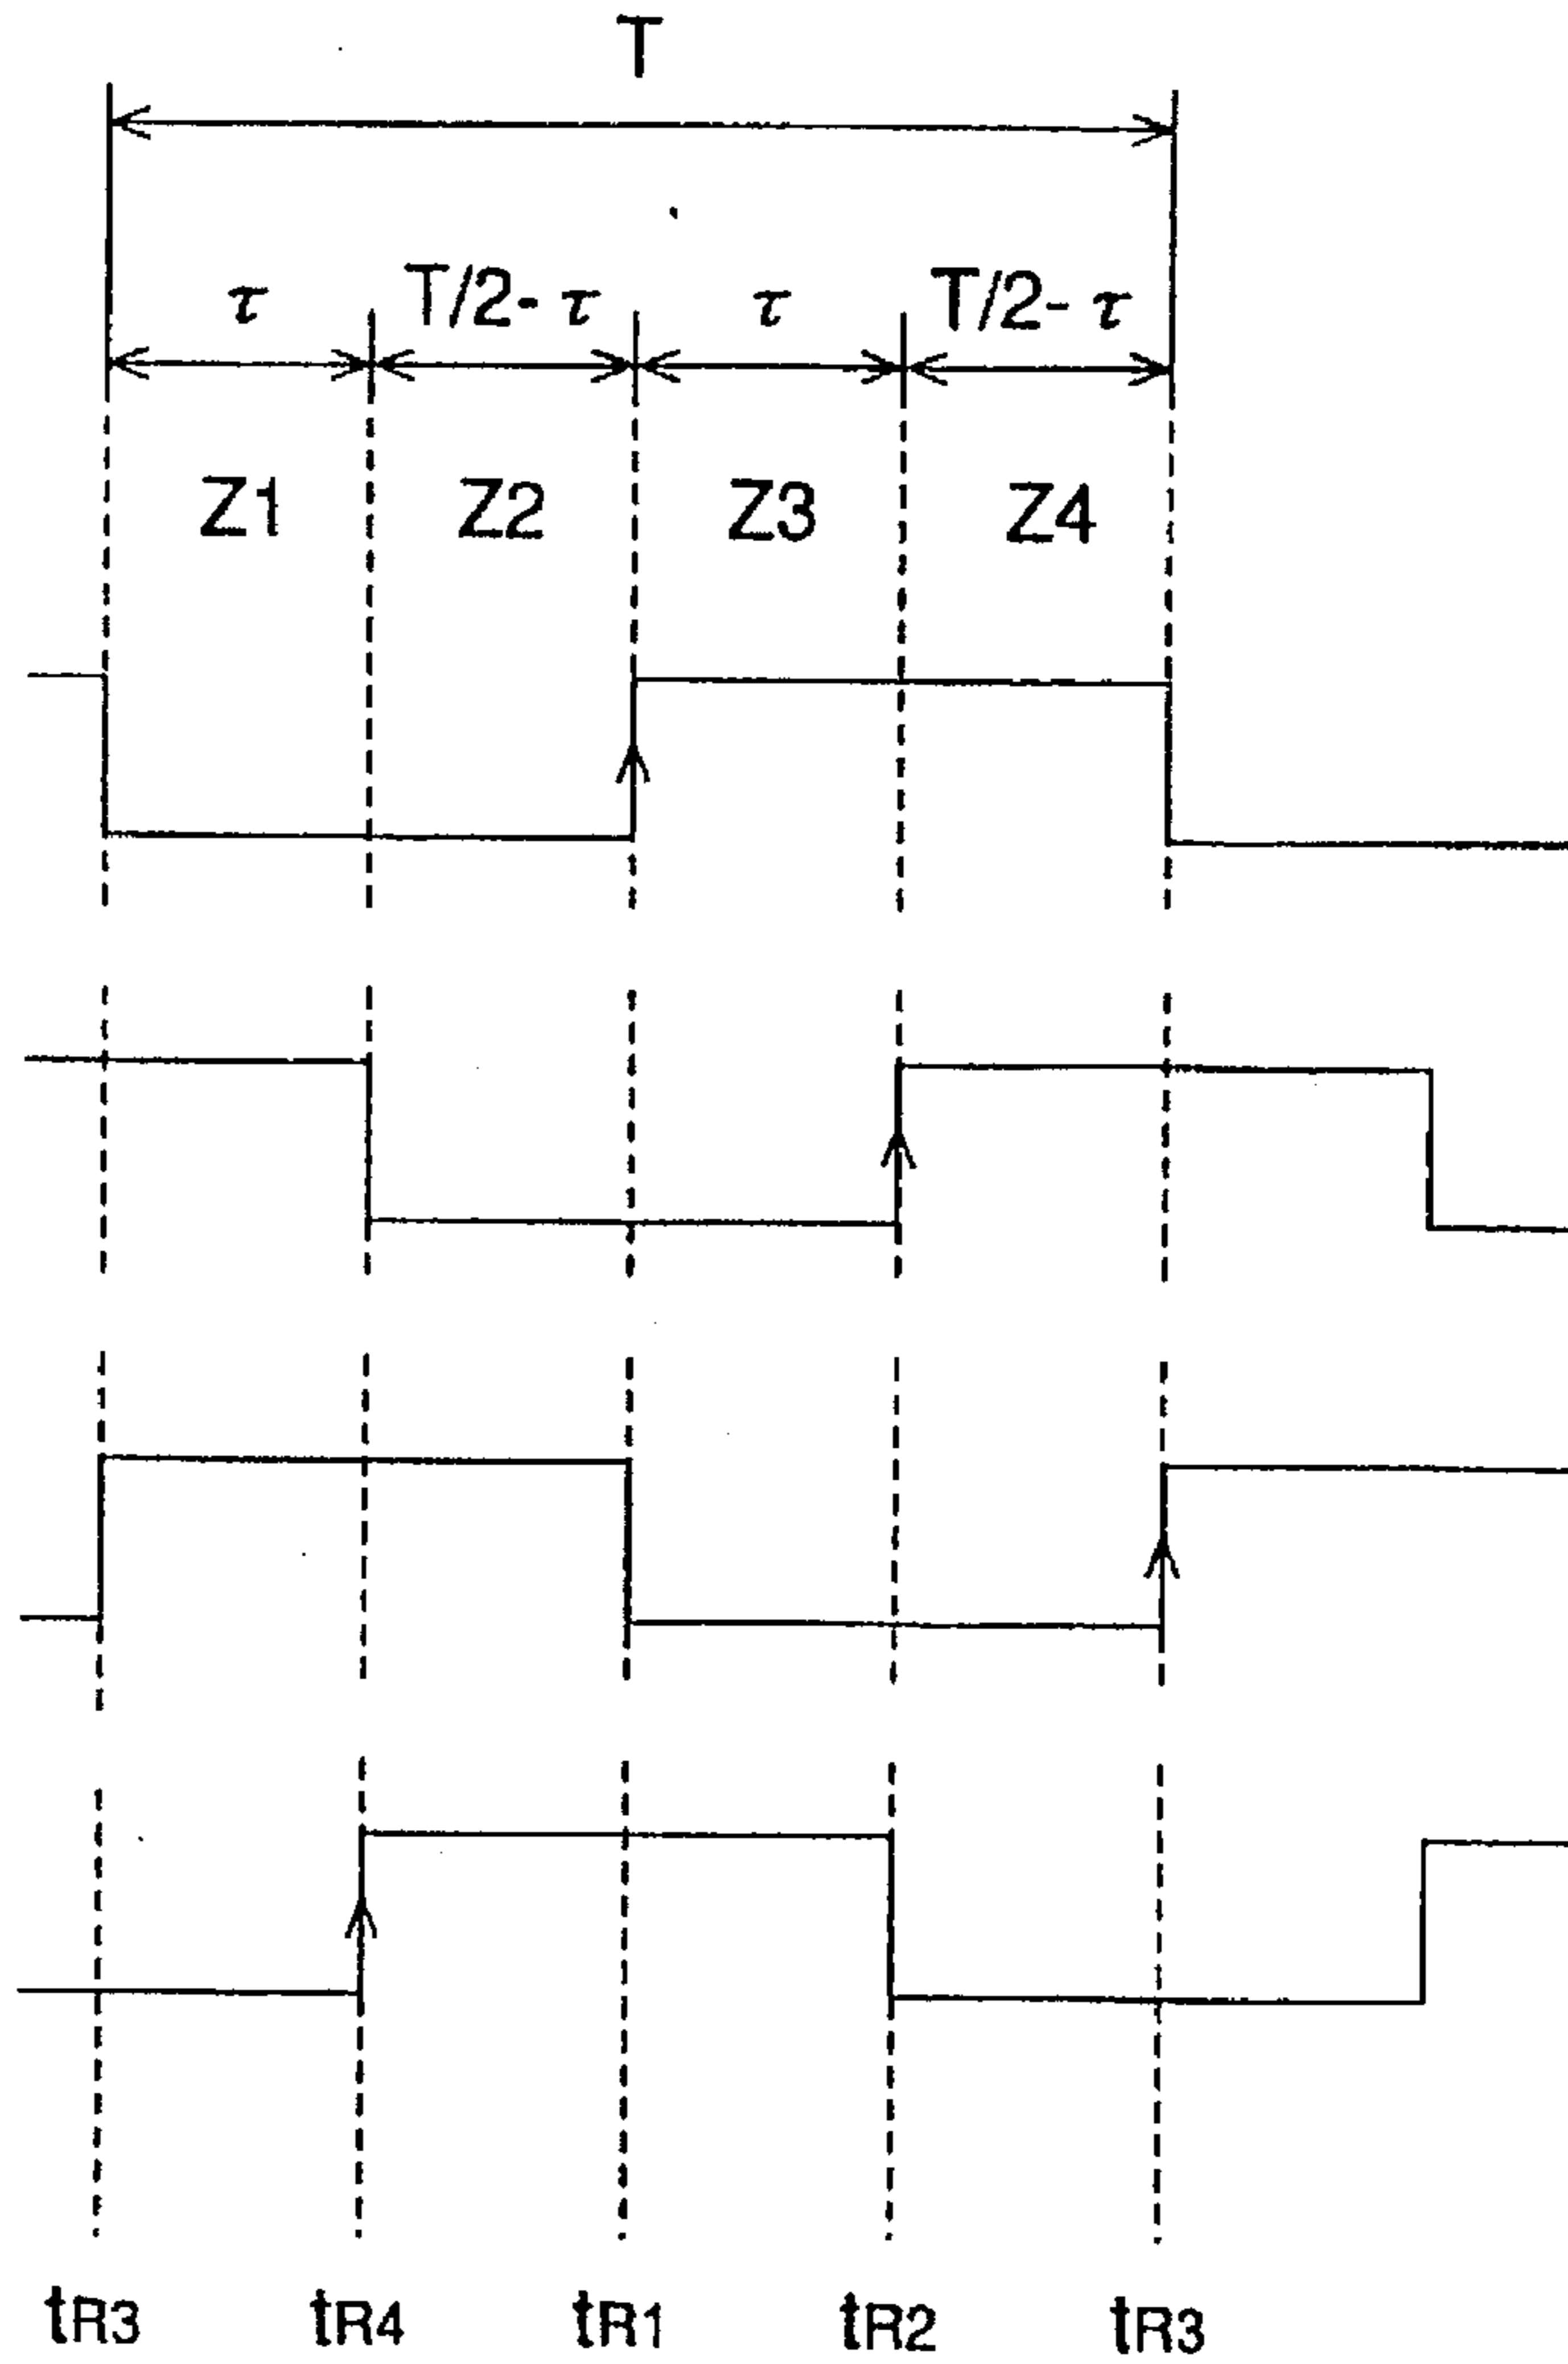 T
τ T/2- τ τ T/2- τ
Z1 Z2 Z3 Z4
tR3 tR4 tR1 tR2 tR3